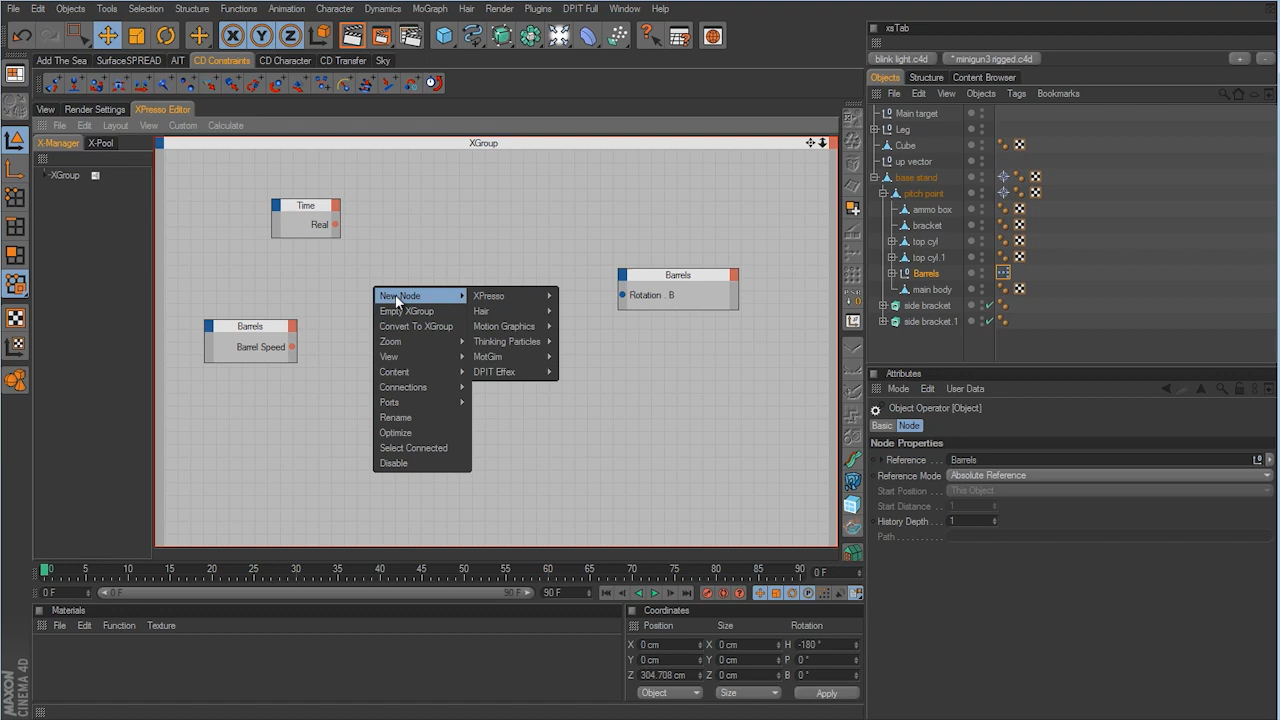 File Edit Objects Tools Selection Structure Functions Animation Character Dynamics MoGraph Hair Render Plugins DPIT Full Window Help
xsTab
Add The Sea SurfaceSPREAD AIT CD Constraints CD Character CD Transfer Sky
blink light.c4d * minigun3 rigged.c4d + -
Objects Structure Content Browser
File Edit View Objects Tags Bookmarks
View Render Settings XPresso Editor
File Edit Layout View Custom Calculate
X-Manager X-Pool
XGroup
XGroup
Time
Real
Barrels
Barrel Speed
Barrels
Rotation . B
New Node
Empty XGroup
Convert To XGroup
Zoom
View
Content
Connections
Ports
Rename
Optimize
Select Connected
Disable
XPresso
Hair
Motion Graphics
Thinking Particles
MotGim
DPIT Effex
Main target
Leg
Cube
up vector
base stand
pitch point
ammo box
bracket
top cyl
top cyl.1
Barrels
main body
side bracket
side bracket.1
Attributes
Mode Edit User Data
Object Operator [Object]
Basic Node
Node Properties
Reference . . . Barrels
Reference Mode Absolute Reference
Start Position . . This Object
Start Distance . 1
History Depth . . . 1
Path . . . . . . . . . .
0 5 10 15 20 25 30 35 40 45 50 55 60 65 70 75 80 85 90 0 F
0 F 0 F 90 F 90 F
Materials
File Edit Function Texture
Coordinates
Position Size Rotation
X 0 cm X 0 cm H -180 °
Y 0 cm Y 0 cm P 0 °
Z 304.708 cm Z 0 cm B 0 °
Object Size Apply
MAXON
CINEMA 4D